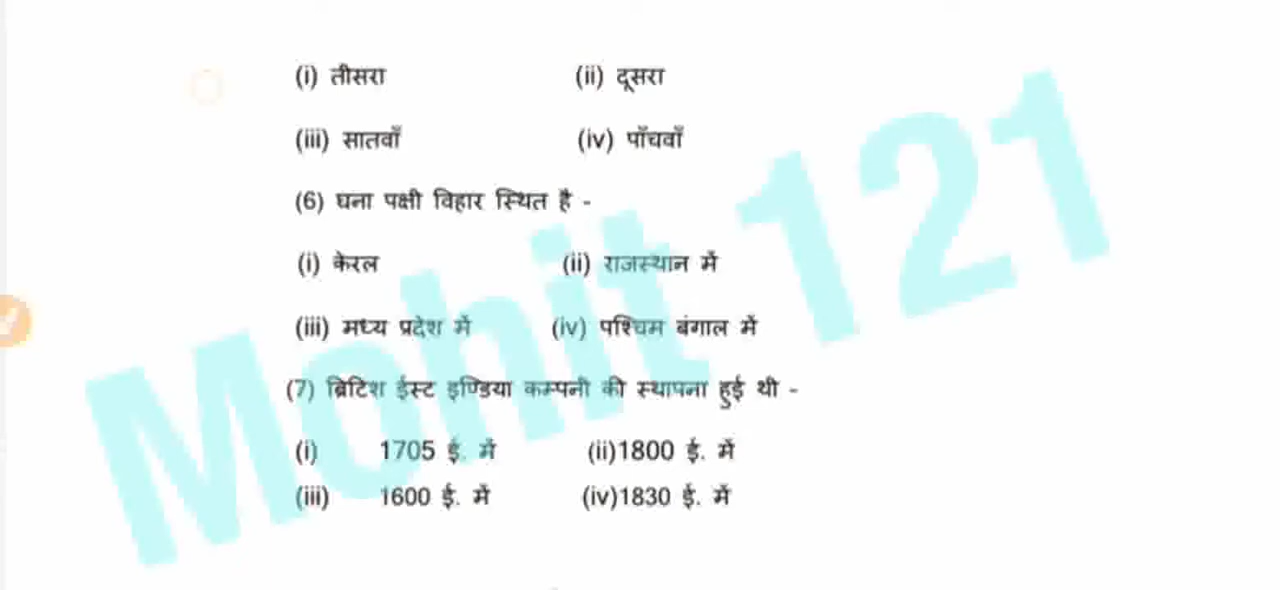 (i) तीसरा (ii) दूसरा
(iii) सातवाँ (iv) पाँचवाँ
(6) घना पक्षी विहार स्थित है -
(i) केरल (ii) राजस्थान में
(iii) मध्य प्रदेश में (iv) पश्चिम बंगाल में
(7) ब्रिटिश ईस्ट इण्डिया कम्पनी की स्थापना हुई थी -
(i) 1705 ई. में (ii)1800 ई. में
(iii) 1600 ई. में (iv)1830 ई. में
Mohit 121